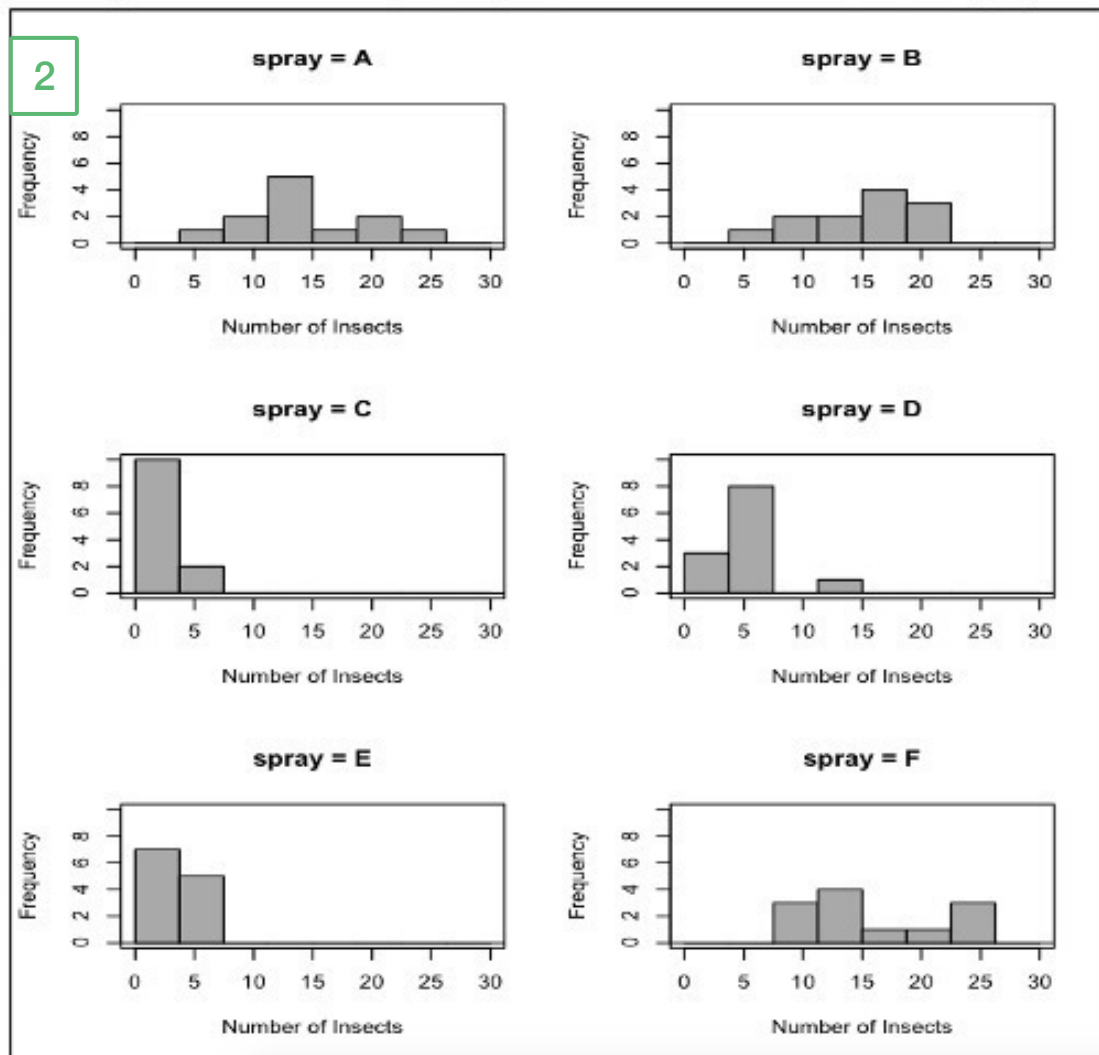 2
spray = A
Frequency
0 2 4 6 8
0 5 10 15 20 25 30
Number of Insects
spray = B
Frequency
0 2 4 6 8
0 5 10 15 20 25 30
Number of Insects
spray = C
Frequency
0 2 4 6 8
0 5 10 15 20 25 30
Number of Insects
spray = D
Frequency
0 2 4 6 8
0 5 10 15 20 25 30
Number of Insects
spray = E
Frequency
0 2 4 6 8
0 5 10 15 20 25 30
Number of Insects
spray = F
Frequency
0 2 4 6 8
0 5 10 15 20 25 30
Number of Insects